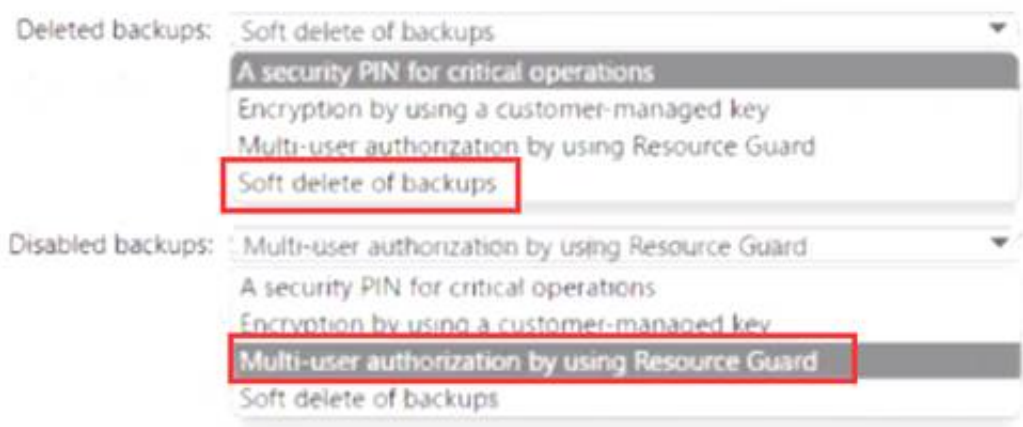 Deleted backups: Soft delete of backups
A security PIN for critical operations
Encryption by using a customer-managed key
Multi-user authorization by using Resource Guard
Soft delete of backups
Disabled backups: Multi-user authorization by using Resource Guard
A security PIN for critical operations
Encryption by using a customer-managed key
Multi-user authorization by using Resource Guard
Soft delete of backups